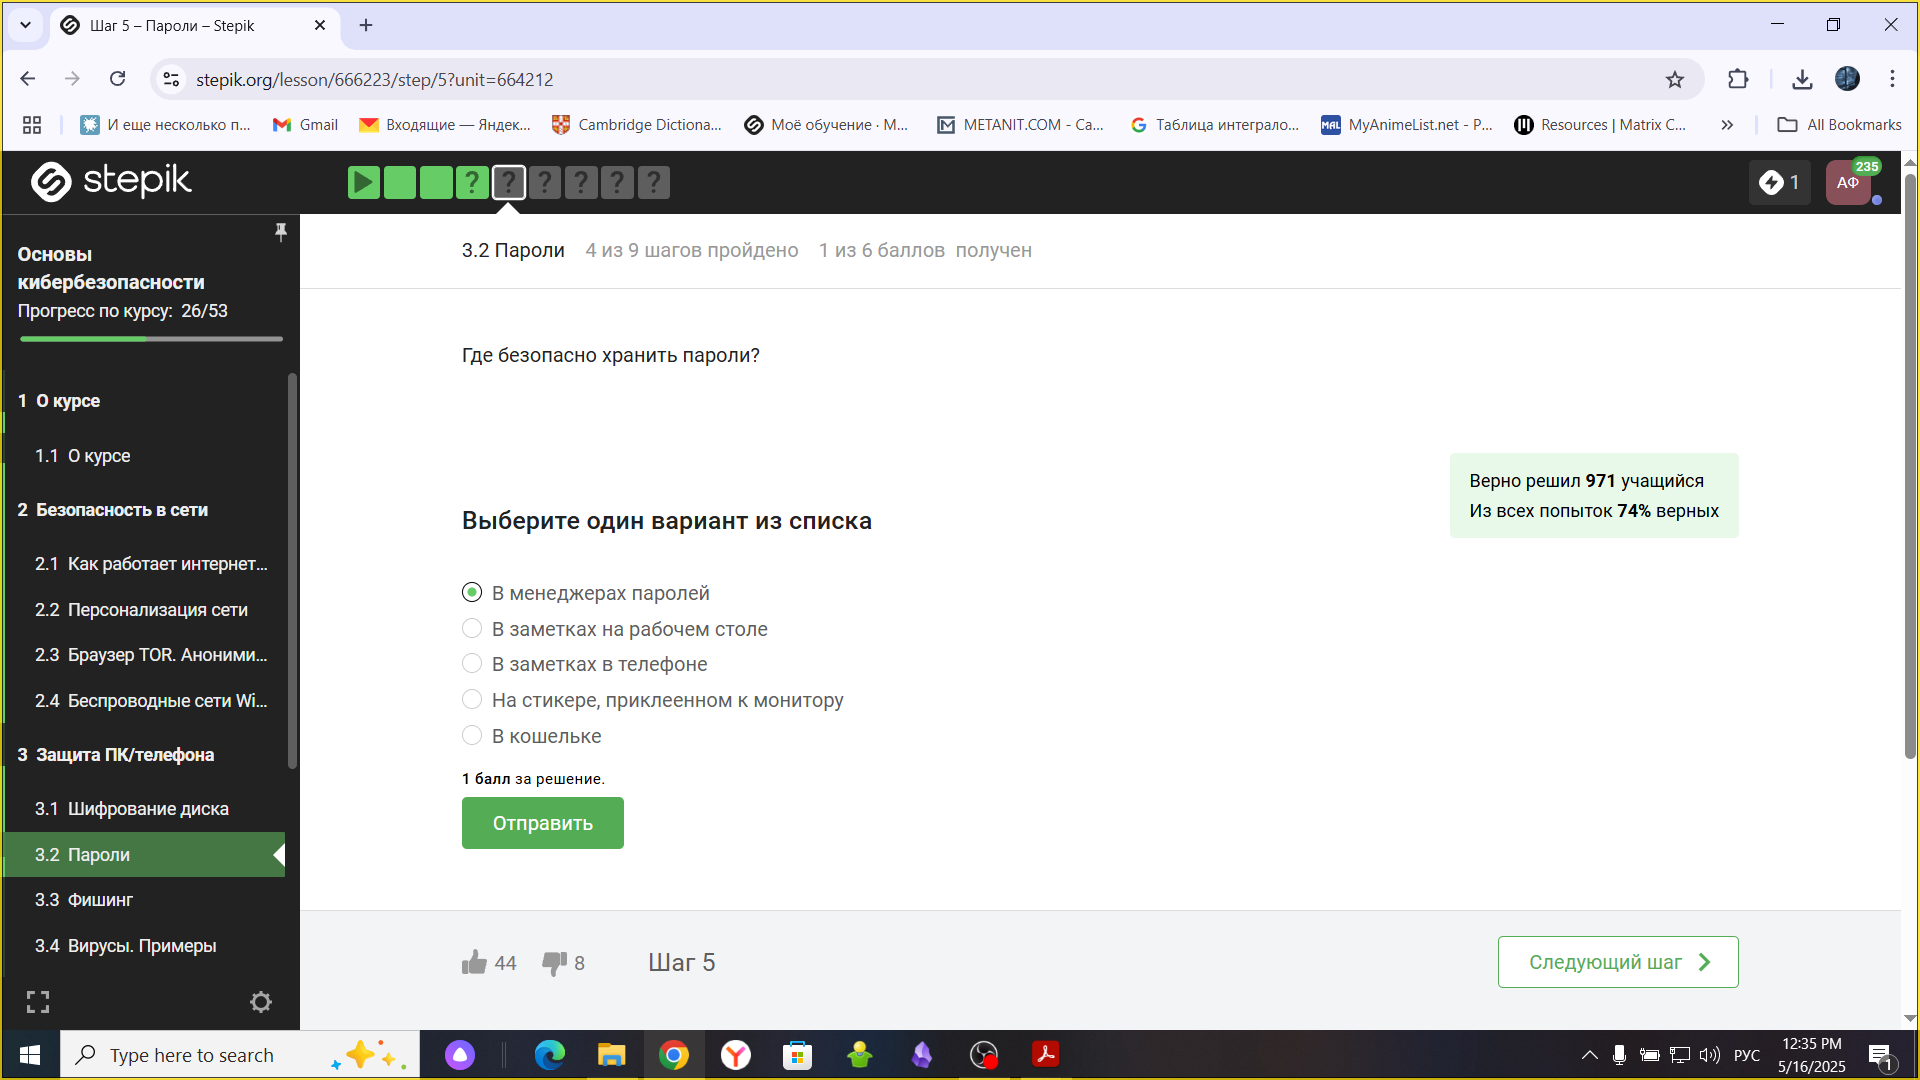 Шаг 5 – Пароли – Stepik
stepik.org/lesson/666223/step/5?unit=664212
И еще несколько п...
Gmail
Входящие — Яндек...
Cambridge Dictiona...
Моё обучение · М...
METANIT.COM - Са...
Таблица интеграло...
MAL
MyAnimeList.net - P...
Resources | Matrix C...
All Bookmarks
stepik
? ? ? ? ? ?
1
АФ
235
Основы
кибербезопасности
Прогресс по курсу: 26/53
1 О курсе
1.1 О курсе
2 Безопасность в сети
2.1 Как работает интернет...
2.2 Персонализация сети
2.3 Браузер TOR. Аноними...
2.4 Беспроводные сети Wi...
3 Защита ПК/телефона
3.1 Шифрование диска
3.2 Пароли
3.3 Фишинг
3.4 Вирусы. Примеры
3.2 Пароли 4 из 9 шагов пройдено 1 из 6 баллов получен
Где безопасно хранить пароли?
Верно решил 971 учащийся
Из всех попыток 74% верных
Выберите один вариант из списка
В менеджерах паролей
В заметках на рабочем столе
В заметках в телефоне
На стикере, приклеенном к монитору
В кошельке
1 балл за решение.
Отправить
44
8
Шаг 5
Следующий шаг
Type here to search
РУС
12:35 PM
5/16/2025
1